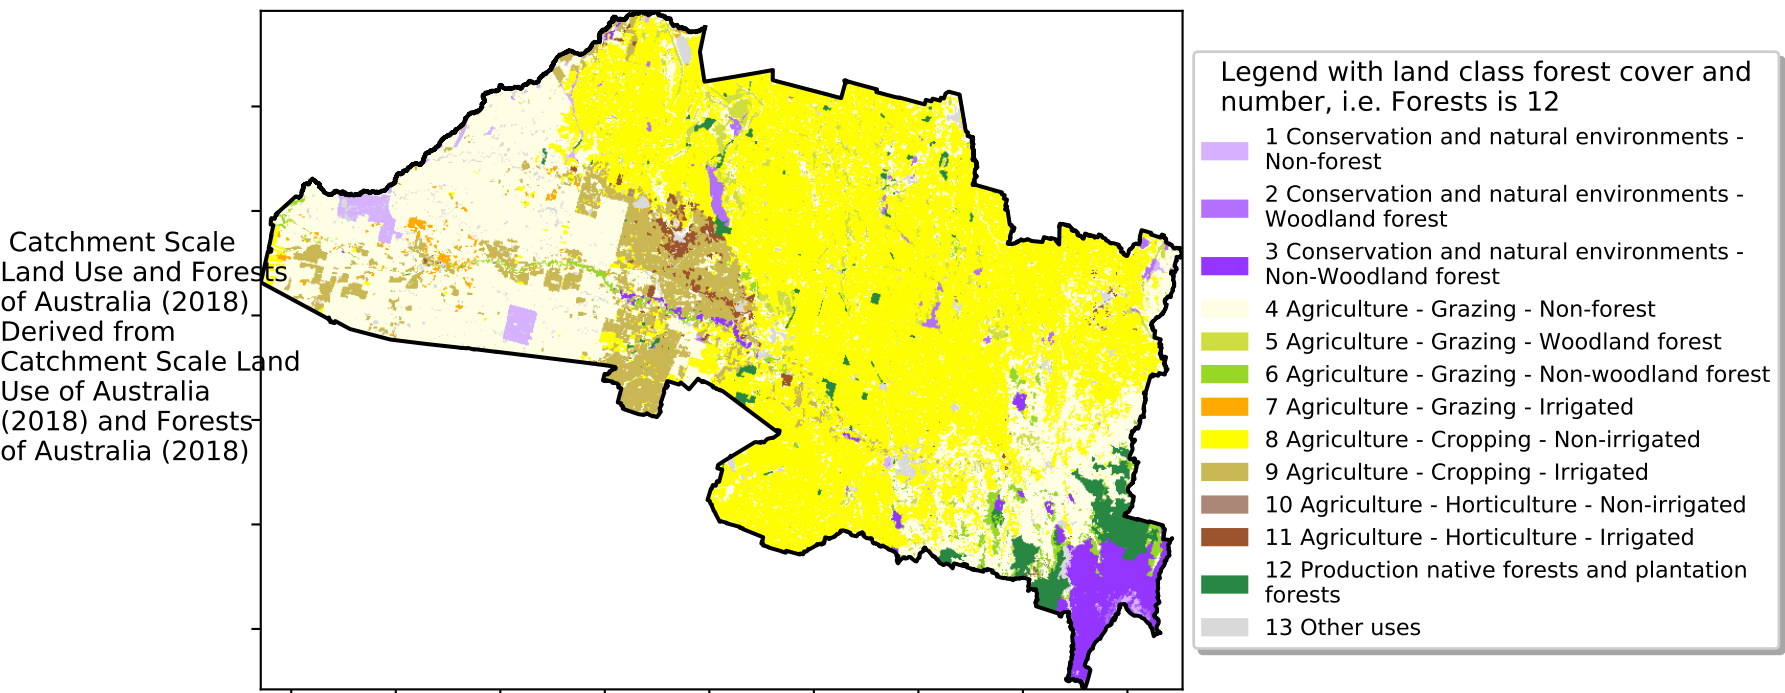 Catchment Scale
Land Use and Forests
of Australia (2018)
Derived from
Catchment Scale Land
Use of Australia
(2018) and Forests
of Australia (2018)
Legend with land class forest cover and
number, i.e. Forests is 12
1 Conservation and natural environments -
Non-forest
2 Conservation and natural environments -
Woodland forest
3 Conservation and natural environments -
Non-Woodland forest
4 Agriculture - Grazing - Non-forest
5 Agriculture - Grazing - Woodland forest
6 Agriculture - Grazing - Non-woodland forest
7 Agriculture - Grazing - Irrigated
8 Agriculture - Cropping - Non-irrigated
9 Agriculture - Cropping - Irrigated
10 Agriculture - Horticulture - Non-irrigated
11 Agriculture - Horticulture - Irrigated
12 Production native forests and plantation
forests
13 Other uses